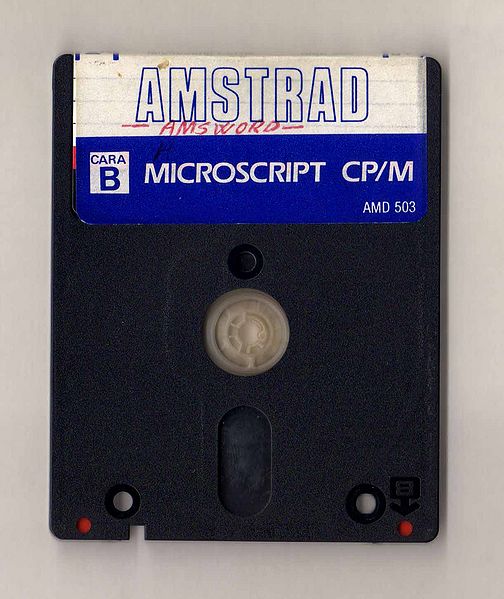 AMSTRAD
— AMSWORD —
CARA
B
MICROSCRIPT CP/M
AMD 503
B